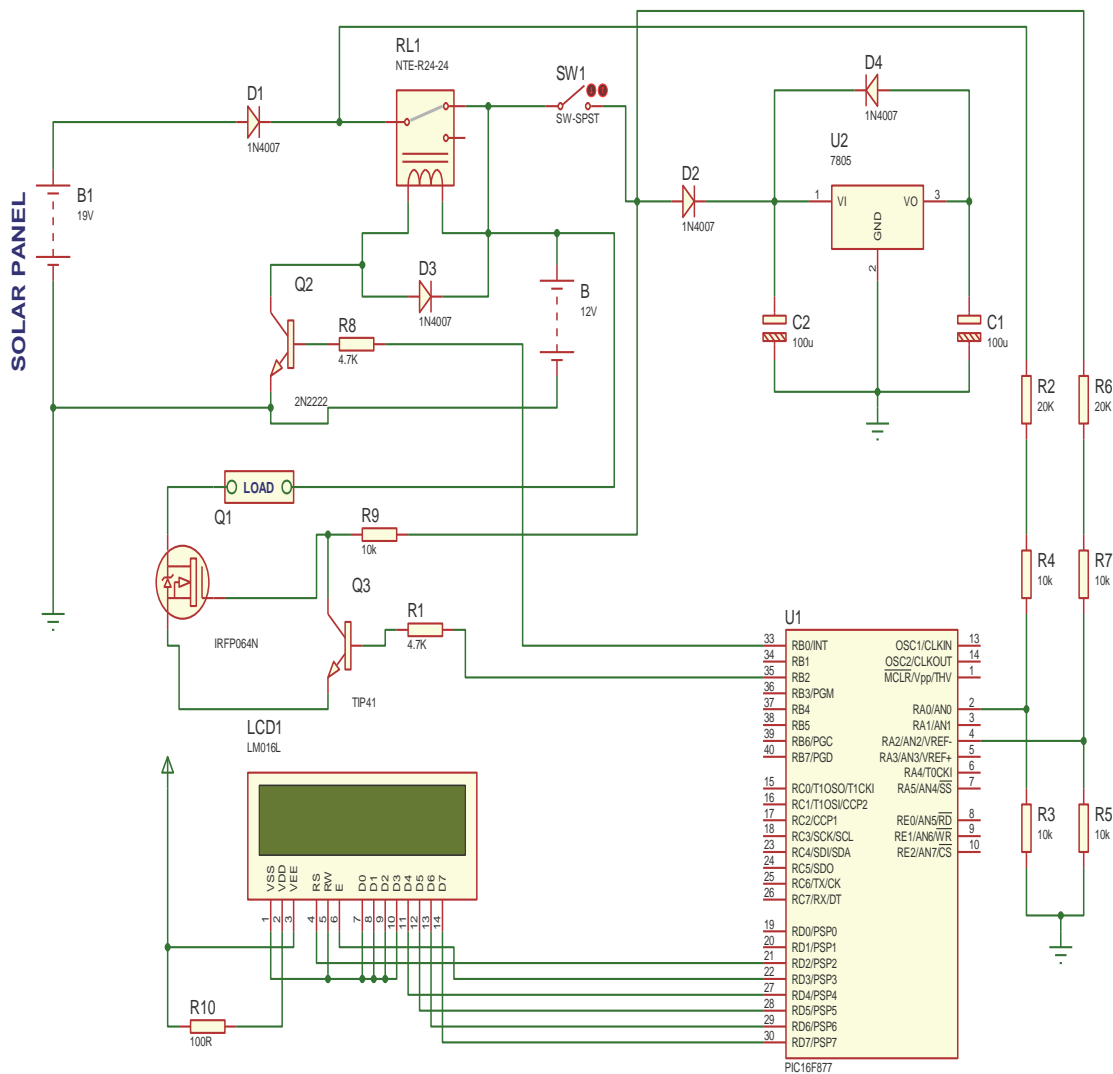 RL1
NTE-R24-24
D1
1N4007
SW1
SW-SPST
D4
1N4007
U2
7805
1
VI
VO
3
GND
2
D2
1N4007
SOLAR PANEL
B1
19V
Q2
D3
1N4007
B
12V
C2
100u
C1
100u
R8
4.7K
2N2222
R2
20K
R6
20K
LOAD
Q1
R9
10k
Q3
IRFP064N
R1
4.7K
TIP41
R4
10k
R7
10k
U1
33
RB0/INT
34
RB1
35
RB2
36
RB3/PGM
37
RB4
38
RB5
39
RB6/PGC
40
RB7/PGD
15
RC0/T1OSO/T1CKI
16
RC1/T1OSI/CCP2
17
RC2/CCP1
18
RC3/SCK/SCL
23
RC4/SDI/SDA
24
RC5/SDO
25
RC6/TX/CK
26
RC7/RX/DT
19
RD0/PSP0
20
RD1/PSP1
21
RD2/PSP2
22
RD3/PSP3
27
RD4/PSP4
28
RD5/PSP5
29
RD6/PSP6
30
RD7/PSP7
OSC1/CLKIN
13
OSC2/CLKOUT
14
MCLR/Vpp/THV
1
RA0/AN0
2
RA1/AN1
3
RA2/AN2/VREF-
4
RA3/AN3/VREF+
5
RA4/T0CKI
6
RA5/AN4/SS
7
RE0/AN5/RD
8
RE1/AN6/WR
9
RE2/AN7/CS
10
PIC16F877
R3
10k
R5
10k
LCD1
LM016L
VSS
VDD
VEE
RS
RW
E
D0
D1
D2
D3
D4
D5
D6
D7
1
2
3
4
5
6
7
8
9
10
11
12
13
14
R10
100R